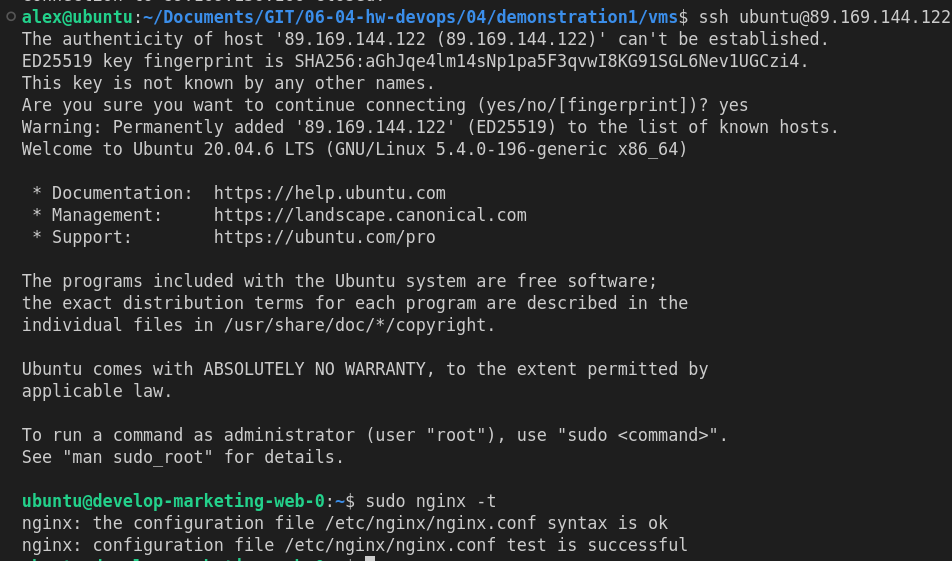 alex@ubuntu:~/Documents/GIT/06-04-hw-devops/04/demonstration1/vms$ ssh ubuntu@89.169.144.122
The authenticity of host '89.169.144.122 (89.169.144.122)' can't be established.
ED25519 key fingerprint is SHA256:aGhJqe4lm14sNp1pa5F3qvwI8KG91SGL6Nev1UGCzi4.
This key is not known by any other names.
Are you sure you want to continue connecting (yes/no/[fingerprint])? yes
Warning: Permanently added '89.169.144.122' (ED25519) to the list of known hosts.
Welcome to Ubuntu 20.04.6 LTS (GNU/Linux 5.4.0-196-generic x86_64)
* Documentation:  https://help.ubuntu.com
* Management:     https://landscape.canonical.com
* Support:        https://ubuntu.com/pro
The programs included with the Ubuntu system are free software;
the exact distribution terms for each program are described in the
individual files in /usr/share/doc/*/copyright.
Ubuntu comes with ABSOLUTELY NO WARRANTY, to the extent permitted by
applicable law.
To run a command as administrator (user "root"), use "sudo <command>".
See "man sudo_root" for details.
ubuntu@develop-marketing-web-0:~$ sudo nginx -t
nginx: the configuration file /etc/nginx/nginx.conf syntax is ok
nginx: configuration file /etc/nginx/nginx.conf test is successful